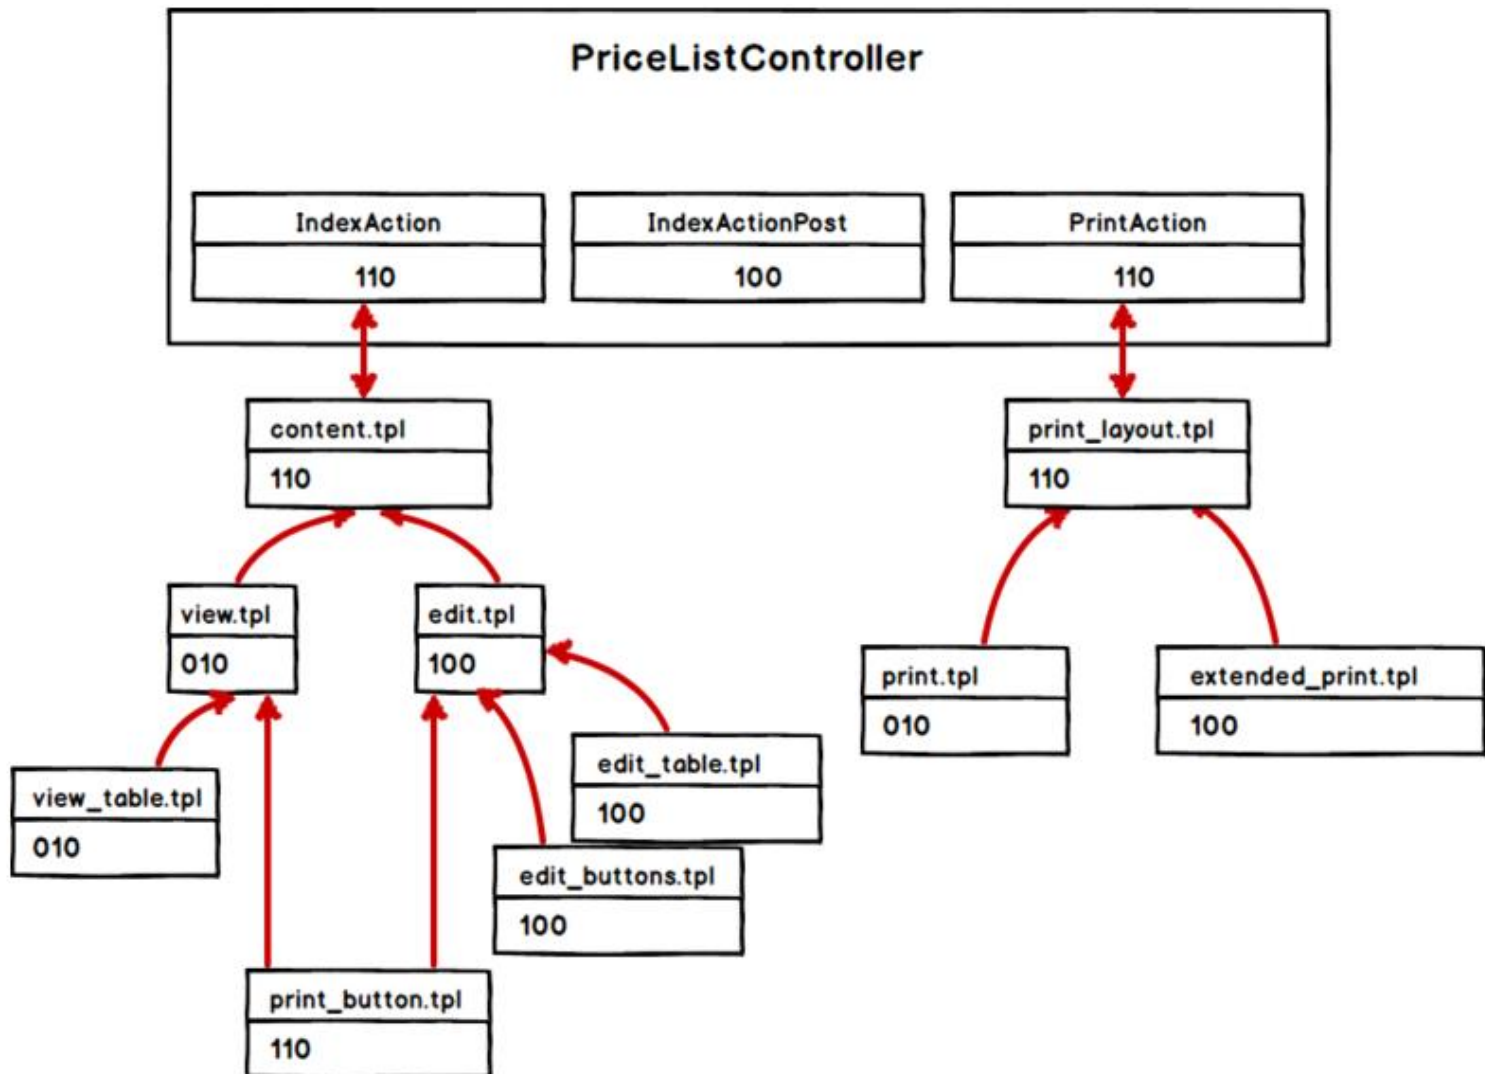 PriceListController
IndexAction
110
IndexActionPost
100
PrintAction
110
content.tpl
110
print_layout.tpl
110
view.tpl
010
edit.tpl
100
print.tpl
010
extended_print.tpl
100
view_table.tpl
010
edit_table.tpl
100
edit_buttons.tpl
100
print_button.tpl
110